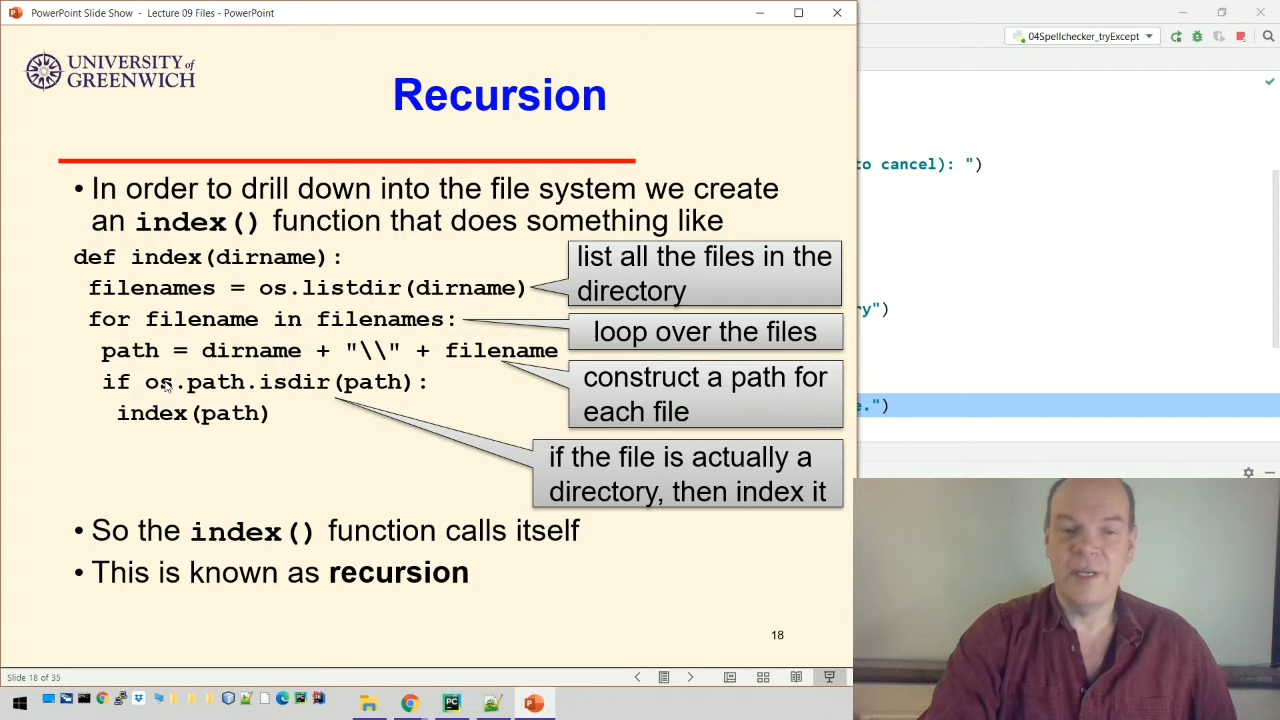 PowerPoint Slide Show - Lecture 09 Files - PowerPoint
UNIVERSITY of
GREENWICH
Recursion
• In order to drill down into the file system we create
an index() function that does something like
def index(dirname):
filenames = os.listdir(dirname)
for filename in filenames:
path = dirname + "\\" + filename
if os.path.isdir(path):
index(path)
list all the files in the
directory
loop over the files
construct a path for
each file
if the file is actually a
directory, then index it
• So the index() function calls itself
• This is known as recursion
18
Slide 18 of 35
04Spellchecker_tryExcept
to cancel): ")
ry")
e.")